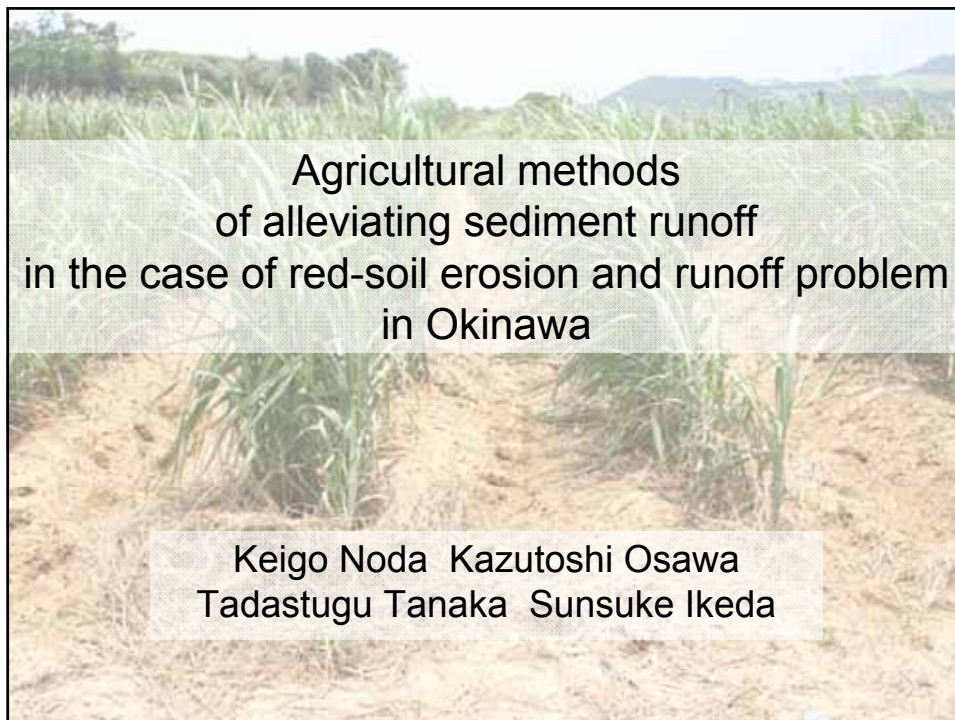 Agricultural methods
of alleviating sediment runoff
in the case of red-soil erosion and runoff problem
in Okinawa
Keigo Noda Kazutoshi Osawa
Tadastugu Tanaka Sunsuke Ikeda